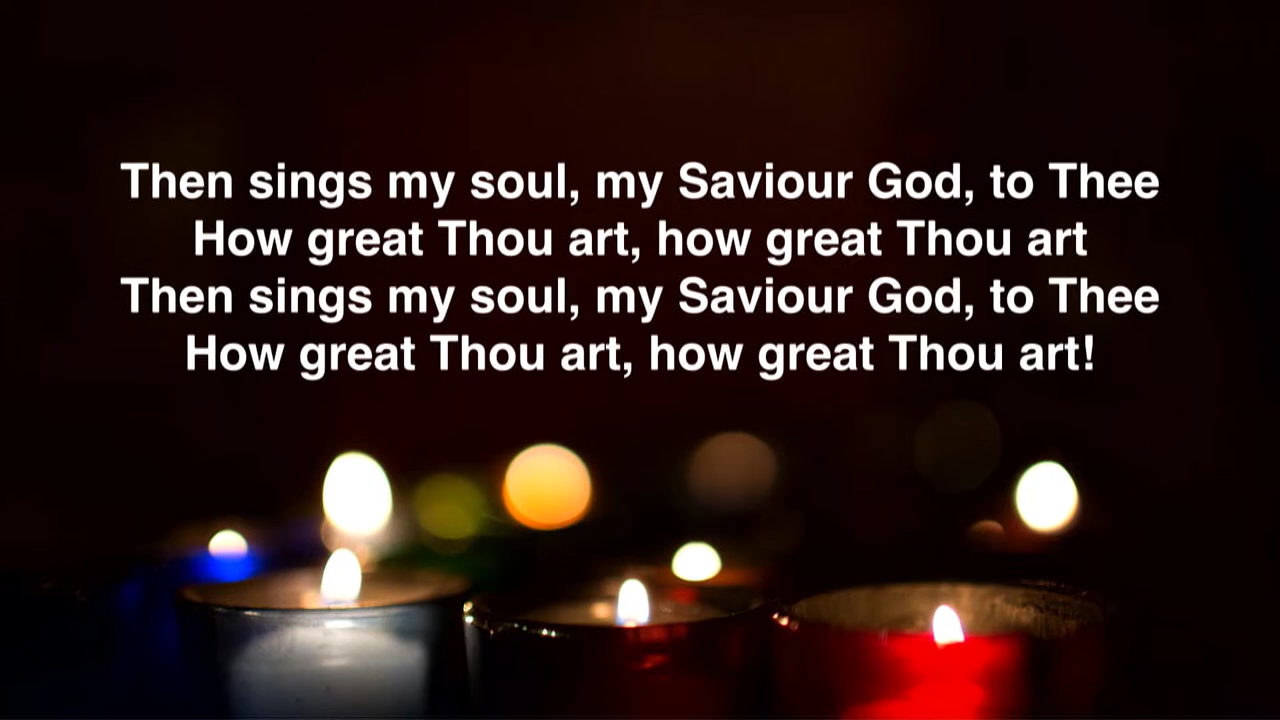 Then sings my soul, my Saviour God, to Thee
How great Thou art, how great Thou art
Then sings my soul, my Saviour God, to Thee
How great Thou art, how great Thou art!